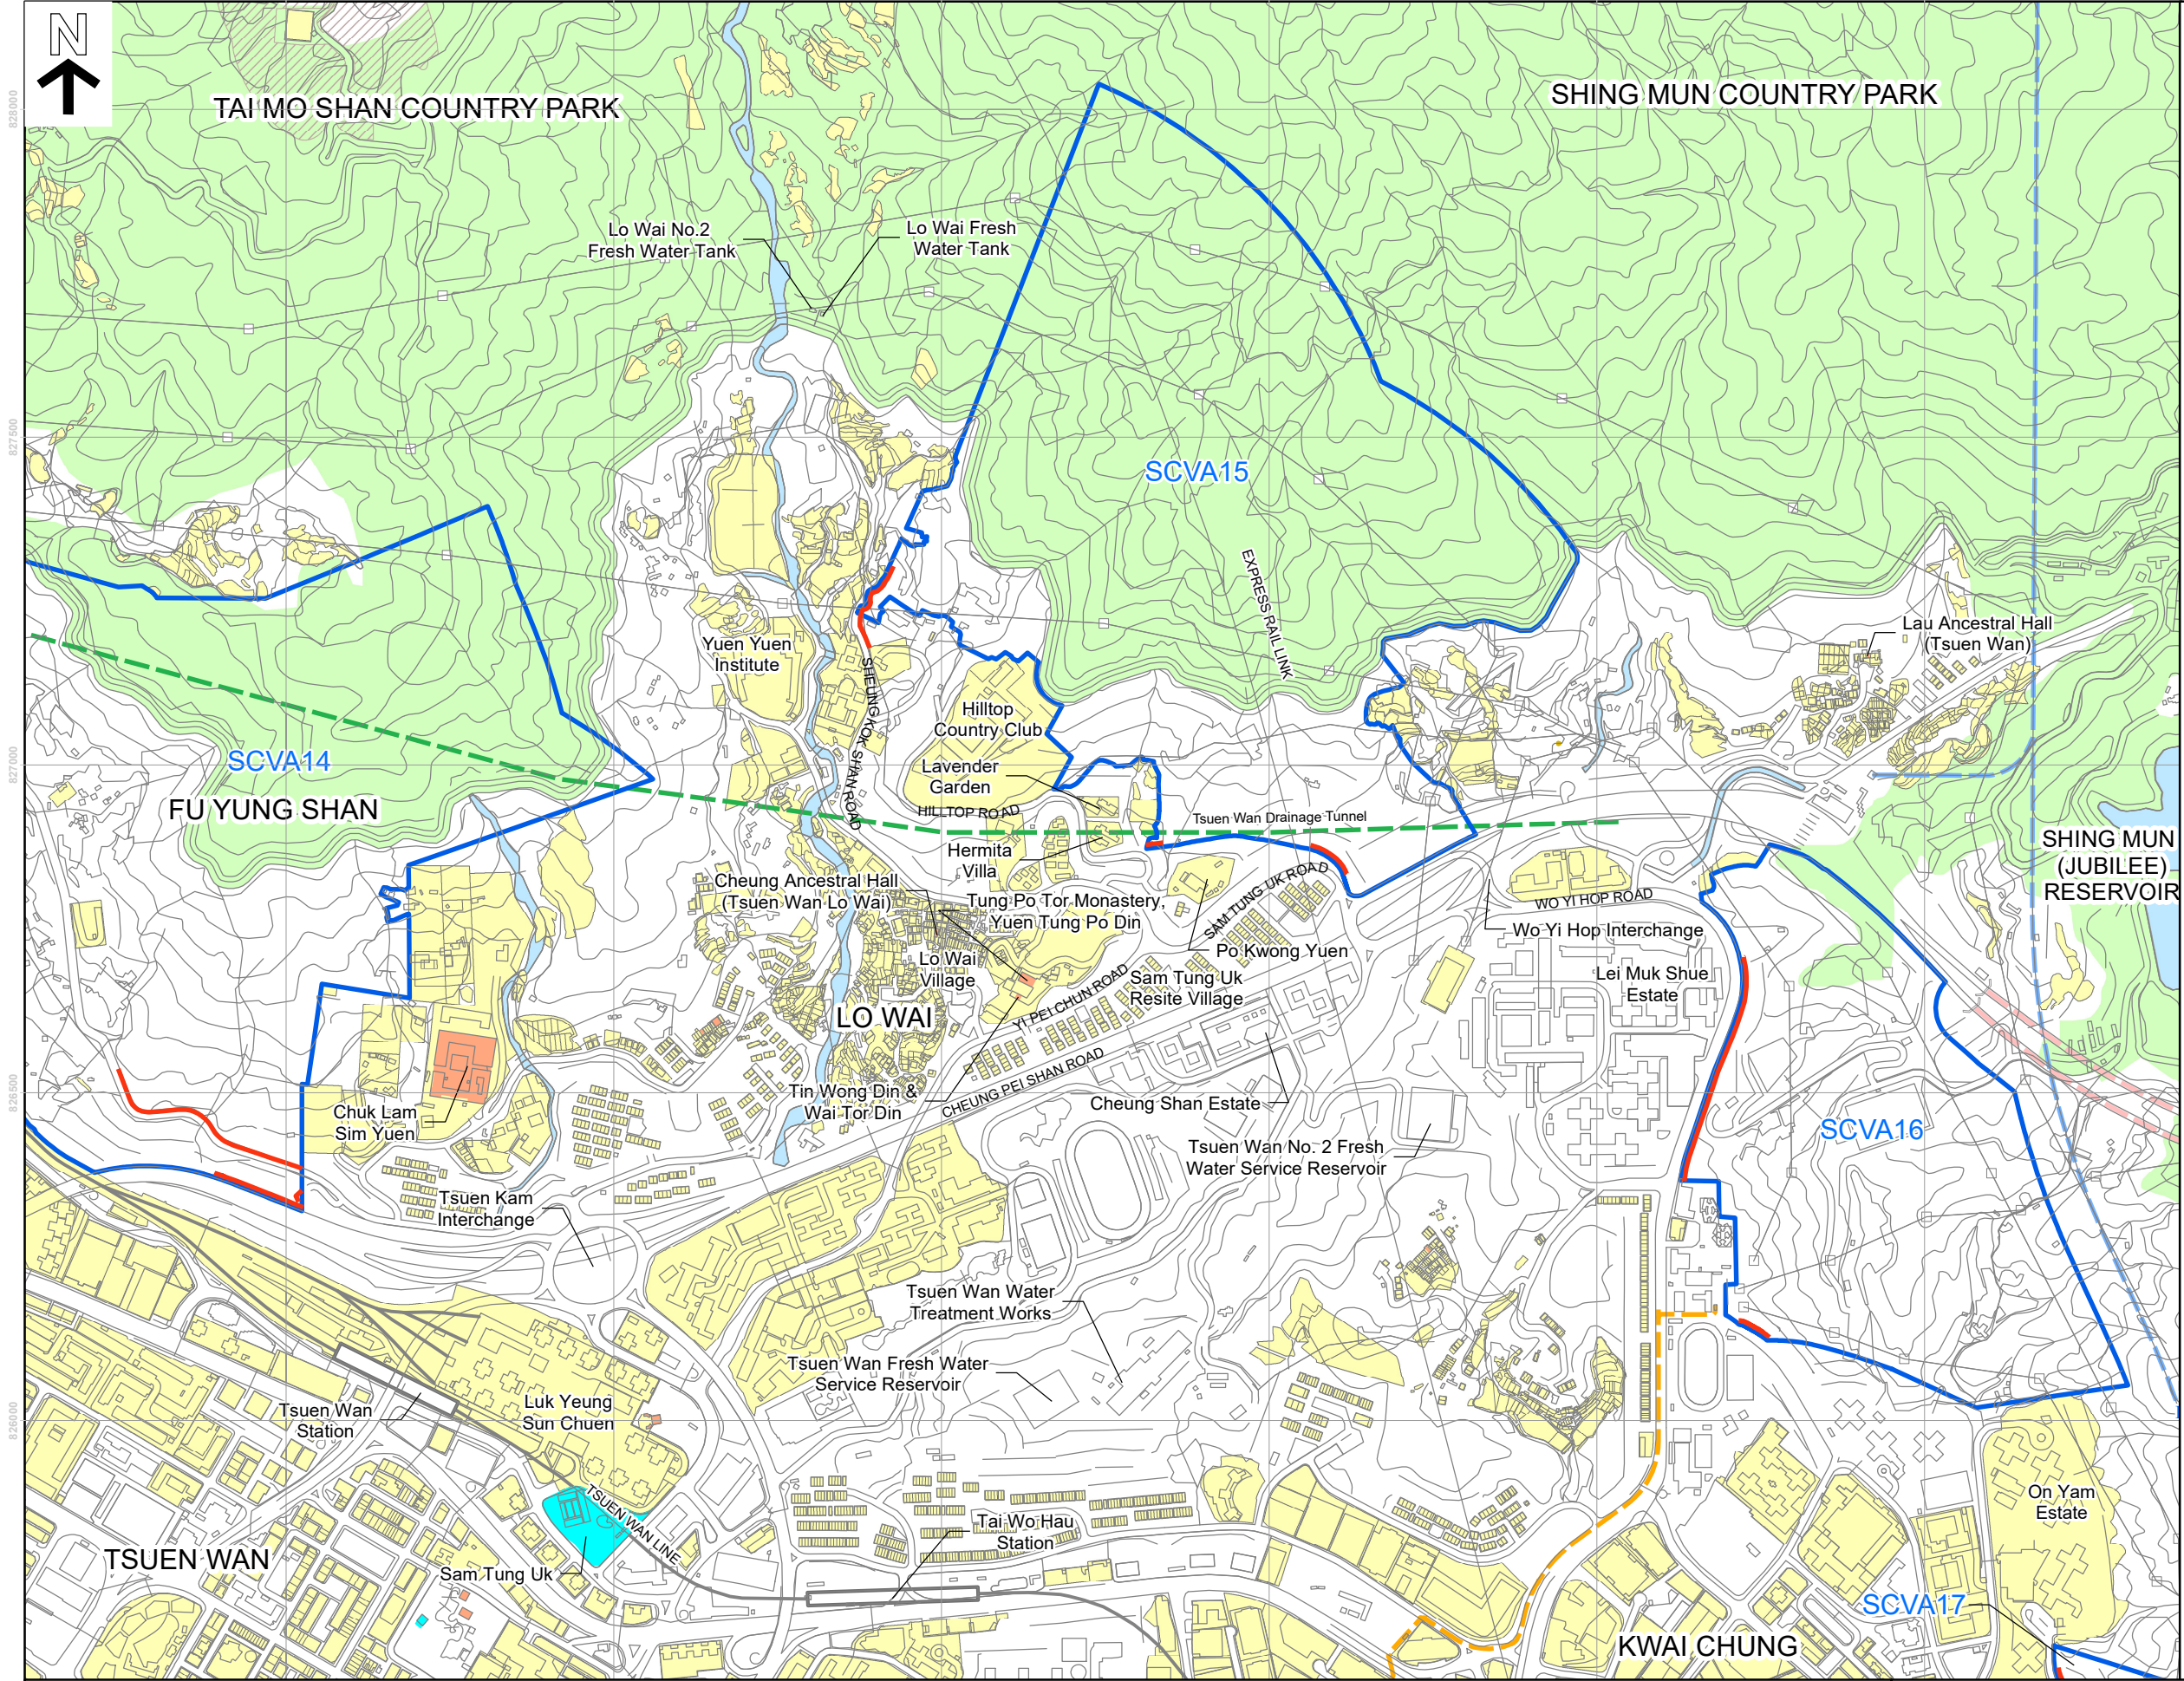 N
828000
TAI MO SHAN COUNTRY PARK
SHING MUN COUNTRY PARK
Lo Wai No.2
Fresh Water Tank
Lo Wai Fresh
Water Tank
827500
SCVA15
EXPRESS RAIL LINK
Lau Ancestral Hall
(Tsuen Wan)
Yuen Yuen
Institute
SHEUNG KOK SHAN ROAD
Hilltop
Country Club
827000
SCVA14
FU YUNG SHAN
Lavender
Garden
HILLTOP ROAD
Tsuen Wan Drainage Tunnel
Hermita
Villa
SHING MUN
(JUBILEE)
RESERVOIR
Cheung Ancestral Hall
(Tsuen Wan Lo Wai)
Tung Po Tor Monastery,
Yuen Tung Po Din
SAM TUNG UK ROAD
WO YI HOP ROAD
Wo Yi Hop Interchange
Po Kwong Yuen
Lo Wai
Village
Sam Tung Uk
Resite Village
Lei Muk Shue
Estate
YI PEI CHUN ROAD
LO WAI
CHEUNG PEI SHAN ROAD
826500
Tin Wong Din &
Wai Tor Din
Cheung Shan Estate
Chuk Lam
Sim Yuen
SCVA16
Tsuen Wan No. 2 Fresh
Water Service Reservoir
Tsuen Kam
Interchange
Tsuen Wan Water
Treatment Works
Tsuen Wan Fresh Water
Service Reservoir
826000
Tsuen Wan
Station
Luk Yeung
Sun Chuen
TSUEN WAN LINE
On Yam
Estate
Tai Wo Hau
Station
TSUEN WAN
Sam Tung Uk
SCVA17
KWAI CHUNG